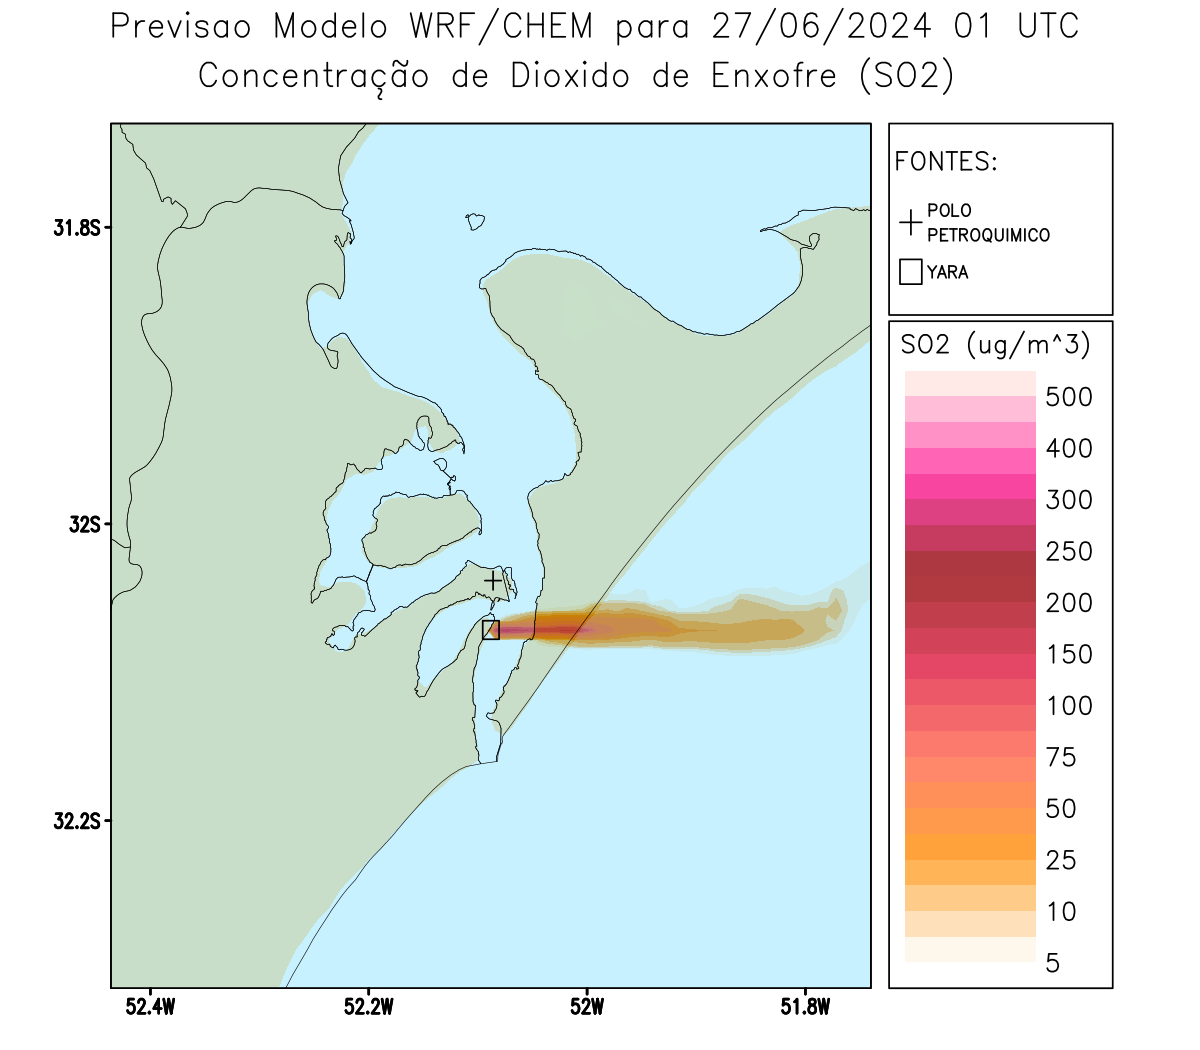 Previsao Modelo WRF/CHEM para 27/06/2024 01 UTC
Concentração de Dioxido de Enxofre (SO2)
FONTES:
POLO
PETROQUIMICO
YARA
31.8S
32S
32.2S
52.4W
52.2W
52W
51.8W
SO2 (ug/m^3)
500
400
300
250
200
150
100
75
50
25
10
5